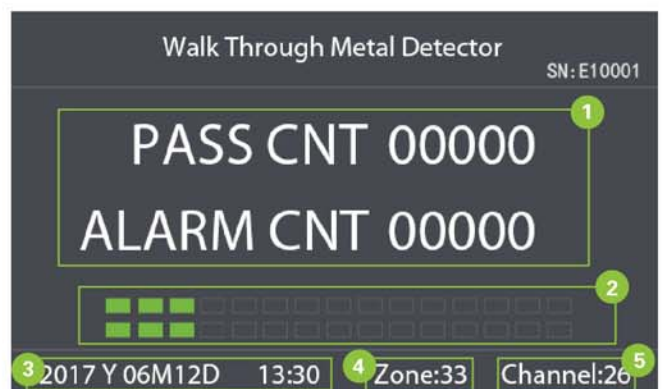 Walk Through Metal Detector
SN:E10001
1
PASS CNT 00000
ALARM CNT 00000
2
3 2017 Y 06M12D 13:30 4 Zone:33 Channel:26 5